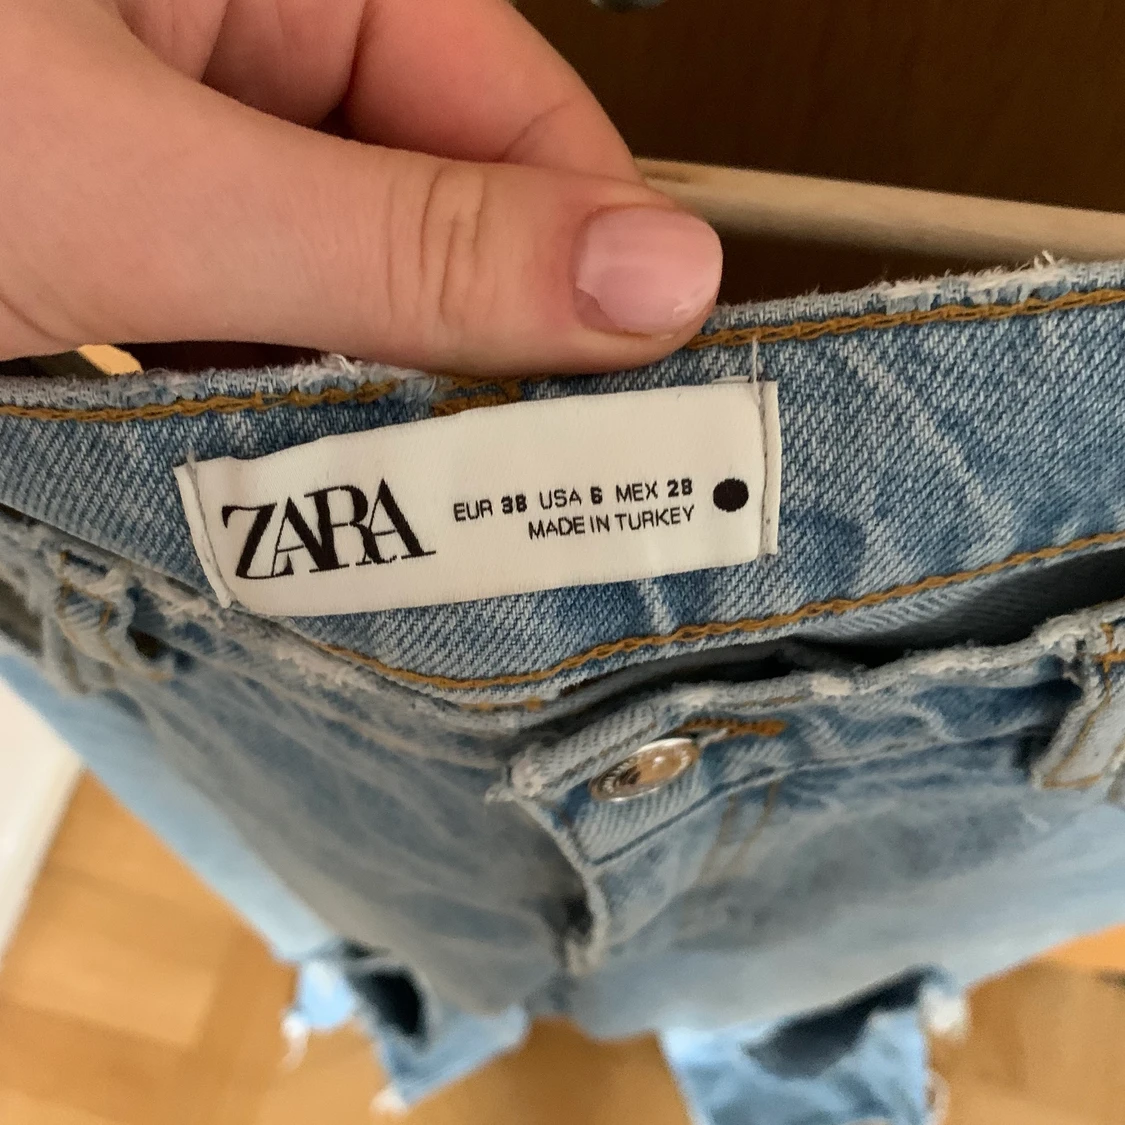 ZARA
EUR 38 USA 6 MEX 28
MADE IN TURKEY